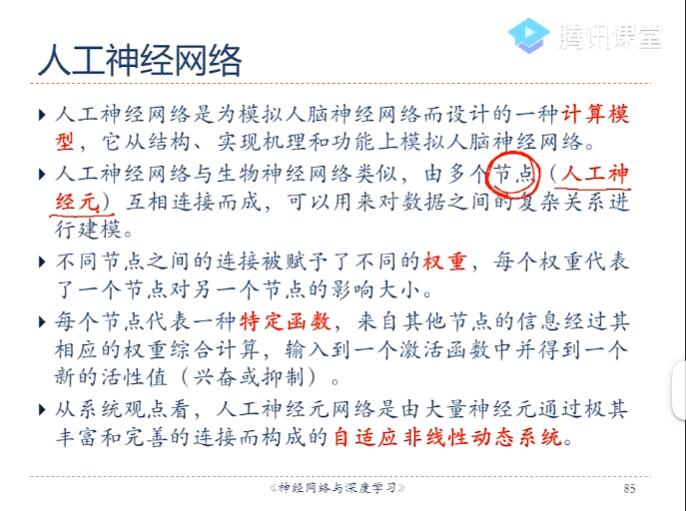 腾讯课堂
人工神经网络
人工神经网络是为模拟人脑神经网络而设计的一种计算模
型，它从结构、实现机理和功能上模拟人脑神经网络。
人工神经网络与生物神经网络类似，由多个节点（人工神
经元）互相连接而成，可以用来对数据之间的复杂关系进
行建模。
不同节点之间的连接被赋予了不同的权重，每个权重代表
了一个节点对另一个节点的影响大小。
每个节点代表一种特定函数，来自其他节点的信息经过其
相应的权重综合计算，输入到一个激活函数中并得到一个
新的活性值（兴奋或抑制）。
从系统观点看，人工神经元网络是由大量神经元通过极其
丰富和完善的连接而构成的自适应非线性动态系统。
《神经网络与深度学习》
85